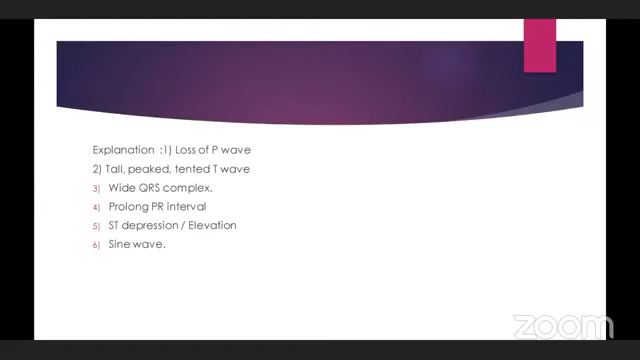 Explanation :1) Loss of P wave
2) Tall, peaked, tented T wave
3) Wide QRS complex.
4) Prolong PR interval
5) ST depression / Elevation
6) Sine wave.
zoom